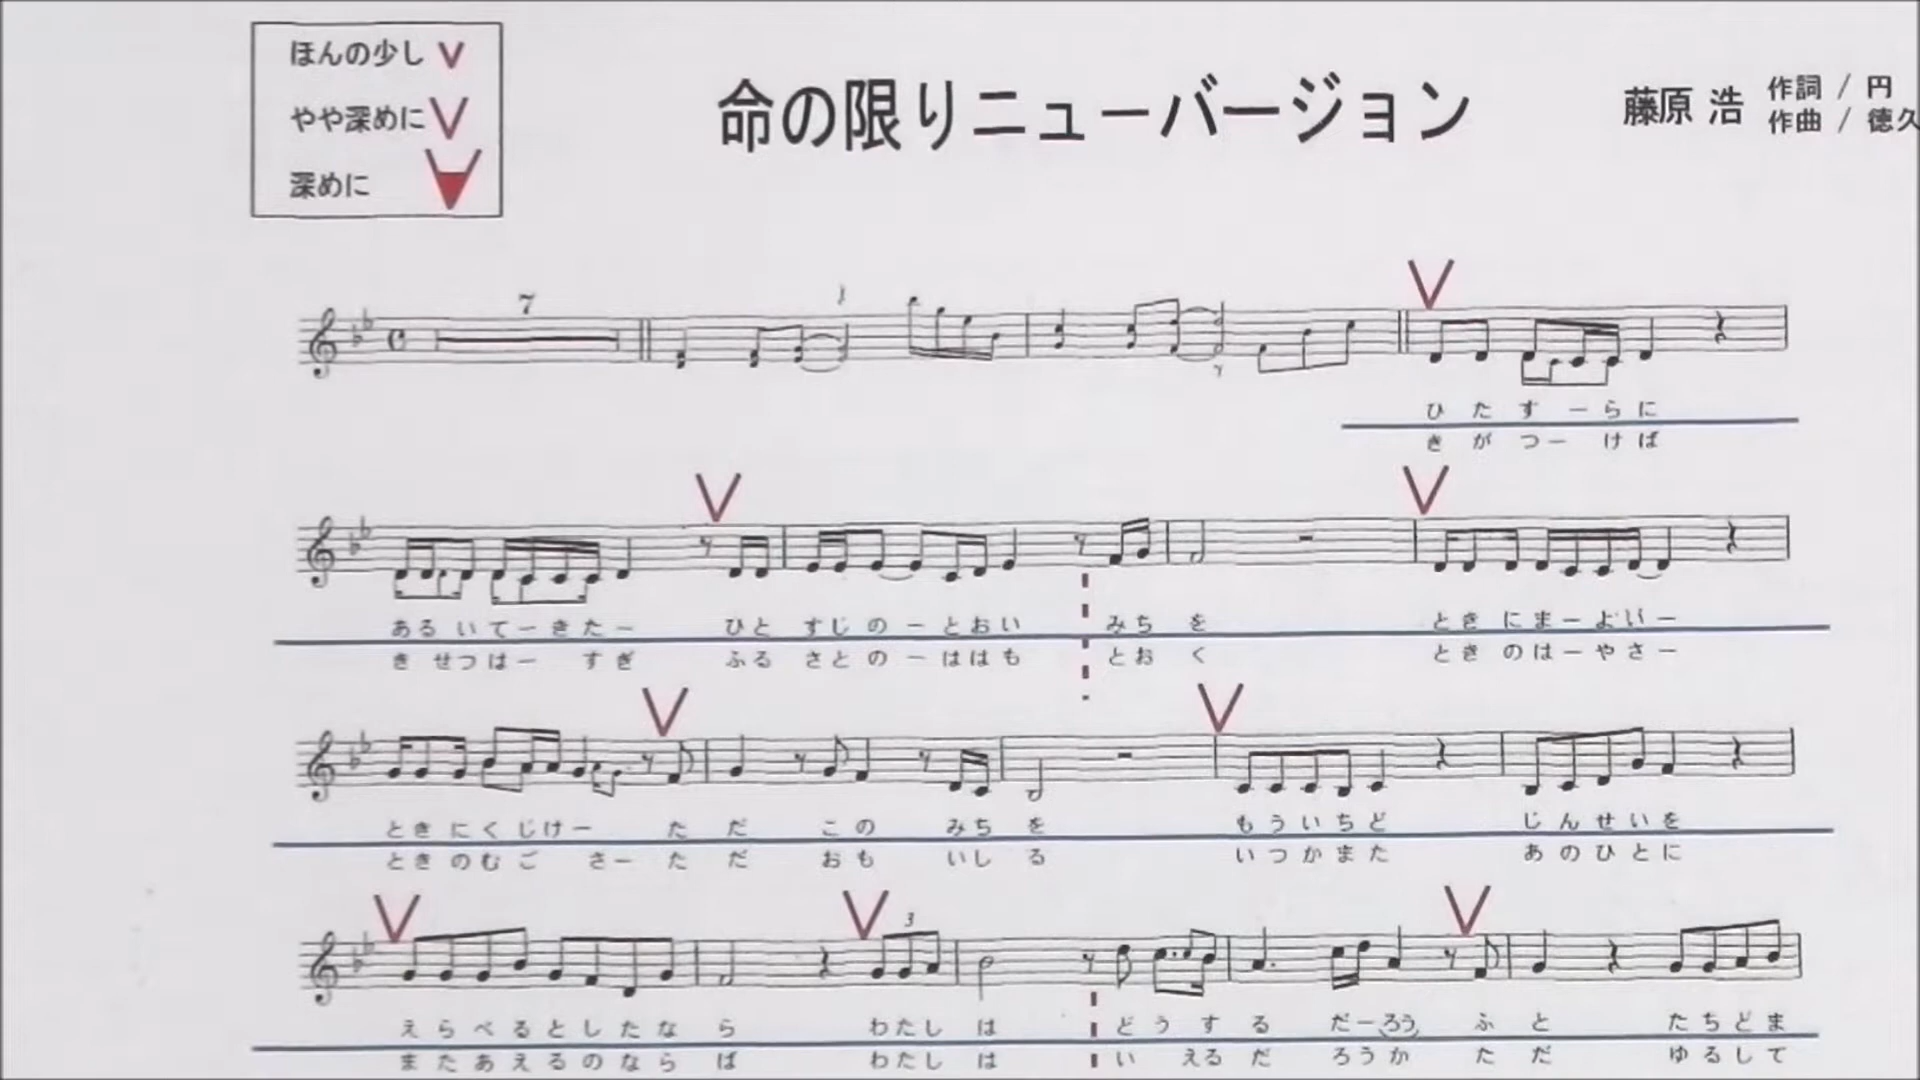 ほんの少し V
やや深めに V
深めに
命の限りニューバージョン
藤原 浩
作詞 / 円
作曲 / 徳久
7
ひ た す ー ら に
き が つ ー け ば
ある い て ー き た ー ひ と すじ の ー と お い み ち を と き に ま ー よ い ー
き せつ は ー す ぎ ふ る さ と の ー は は も と お く と き の は ー や さ ー
と き に く じ け ー た だ こ の み ち を も う い ち ど じ ん せ い を
と き の む ご さ ー た だ お も い し る い つ か ま た あ の ひ と に
3
え ら べ る と し た な ら わ た し は ど う す る だ ー ろう ふ と た ち ど ま
ま た あ え る の な ら ば わ た し は い える だ ろ う か た だ ゆ る し て